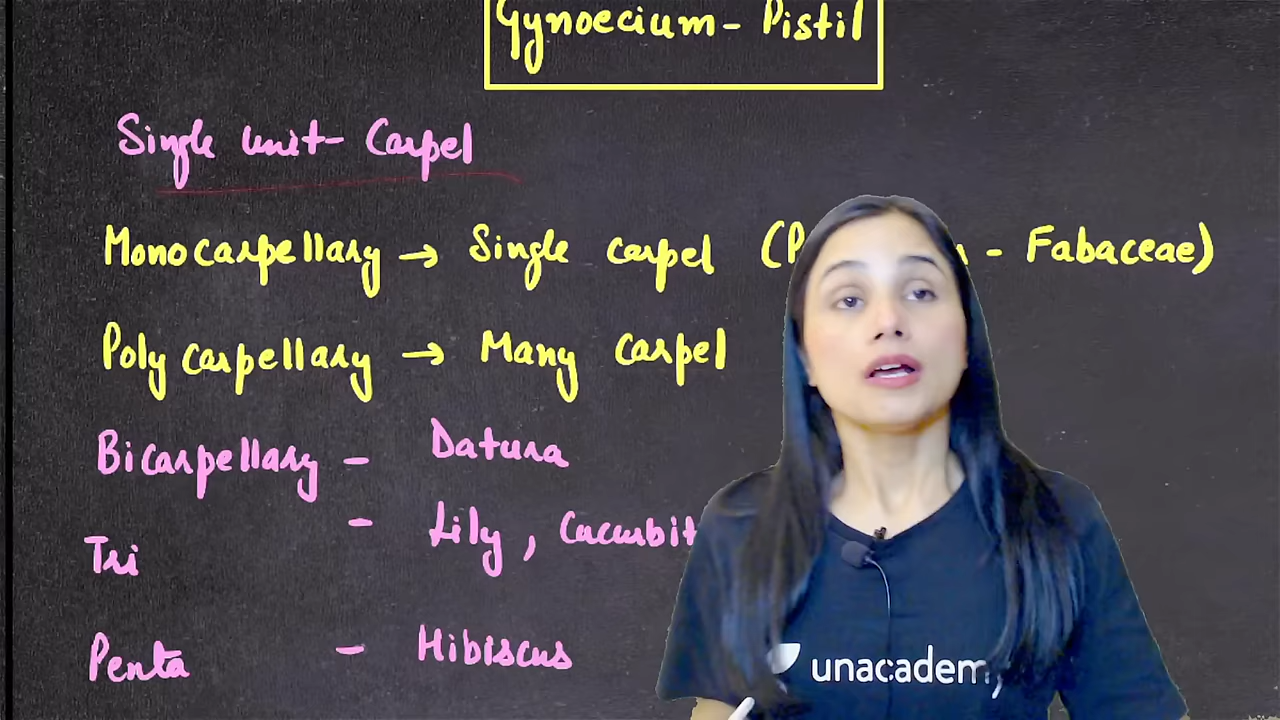 Gynoecium - Pistil
Single unit - Carpel
Monocarpellary → Single carpel ( - Fabaceae)
Polycarpellary → Many carpel
Bicarpellary - Datura
Tri - Lily, Cucurbit
Penta - Hibiscus
unacademy